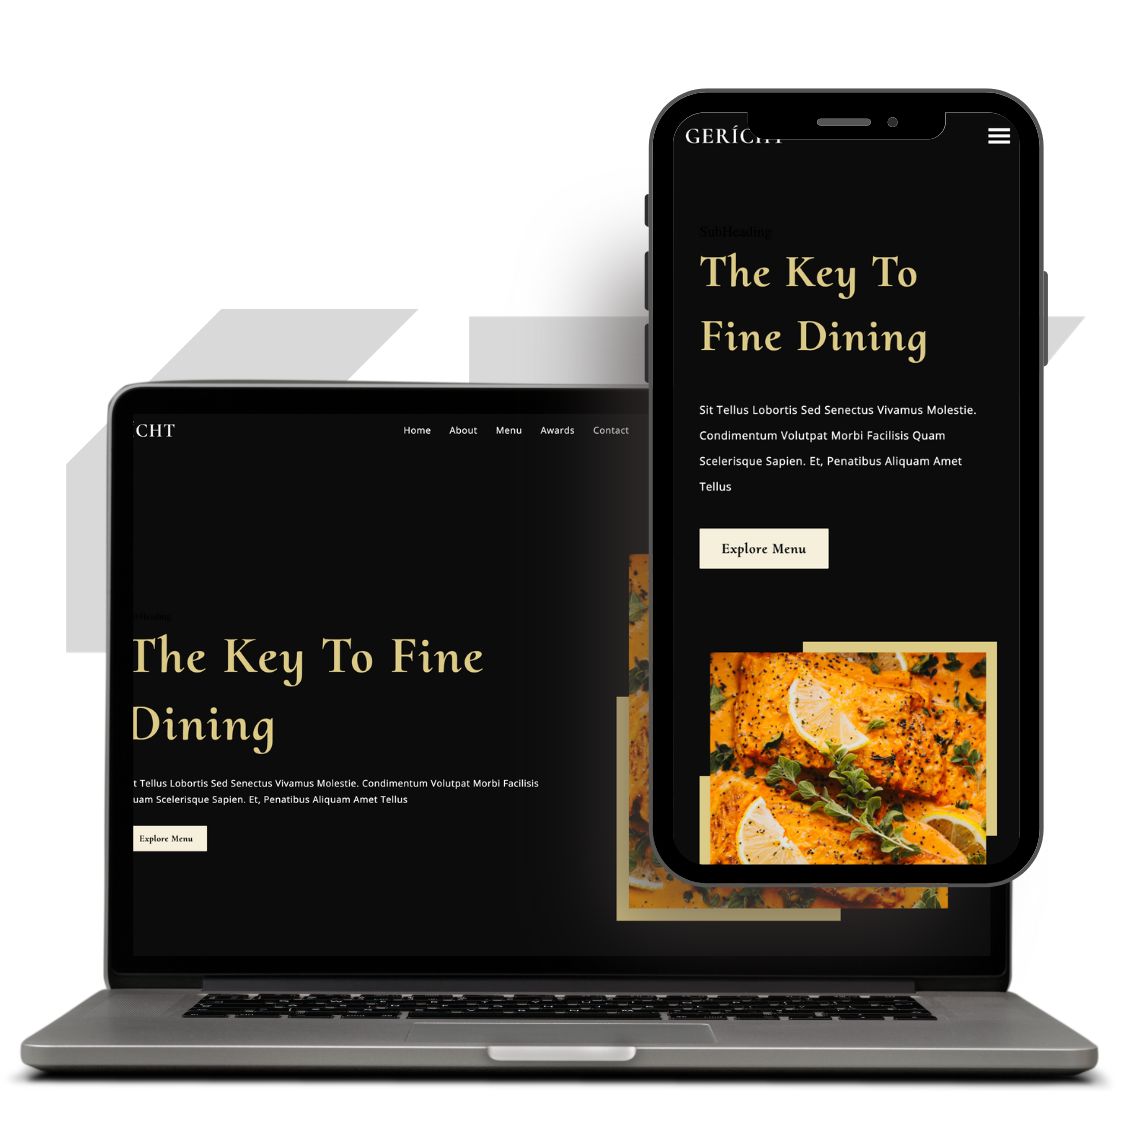 GERÍCHT
SubHeading
The Key To
Fine Dining
Sit Tellus Lobortis Sed Senectus Vivamus Molestie.
Condimentum Volutpat Morbi Facilisis Quam
Scelerisque Sapien. Et, Penatibus Aliquam Amet
Tellus
Explore Menu
CHT
Home About Menu Awards Contact
Heading
The Key To Fine
Dining
t Tellus Lobortis Sed Senectus Vivamus Molestie. Condimentum Volutpat Morbi Facilisis
uam Scelerisque Sapien. Et, Penatibus Aliquam Amet Tellus
Explore Menu